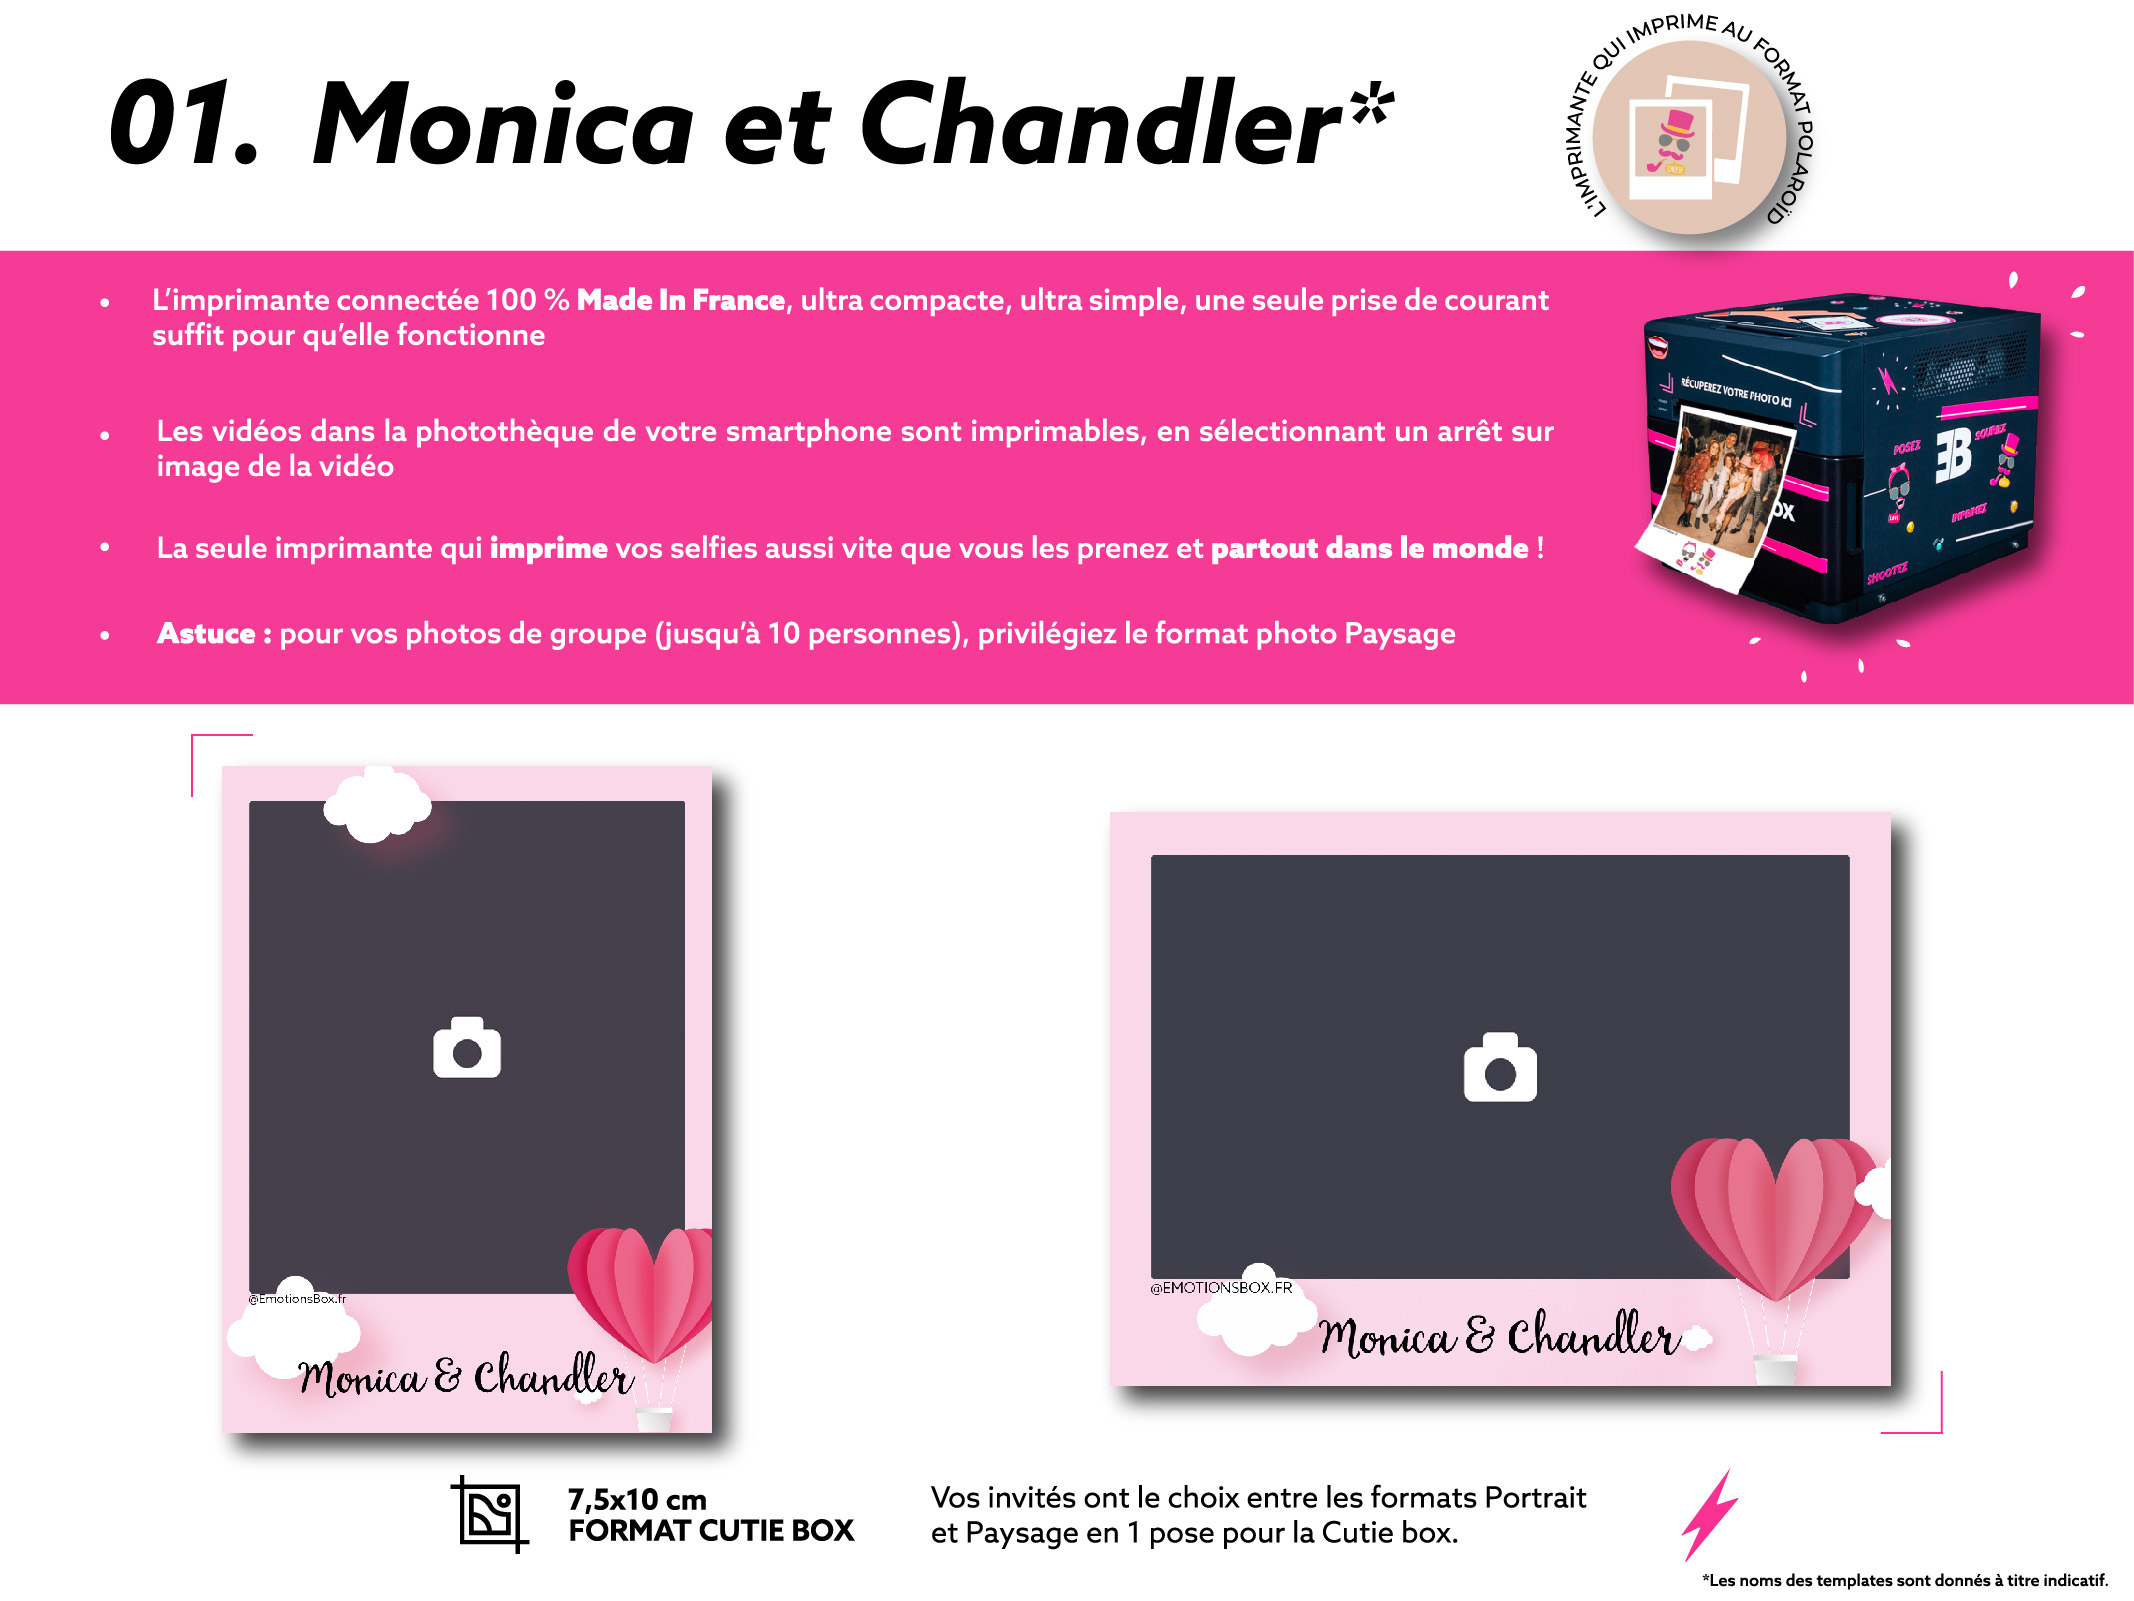 01. Monica et Chandler*
L'IMPRIMANTE QUI IMPRIME AU FORMAT POLAROÏD
CHEESE
• L’imprimante connectée 100 % Made In France, ultra compacte, ultra simple, une seule prise de courant
suffit pour qu’elle fonctionne
• Les vidéos dans la photothèque de votre smartphone sont imprimables, en sélectionnant un arrêt sur
image de la vidéo
• La seule imprimante qui imprime vos selfies aussi vite que vous les prenez et partout dans le monde !
• Astuce : pour vos photos de groupe (jusqu’à 10 personnes), privilégiez le format photo Paysage
RÉCUPEREZ VOTRE PHOTO ICI
OX
POSEZ
EB
SOURIEZ
IMPRIMEZ
SHOOTEZ
@EmotionsBox.fr
Monica & Chandler
@EMOTIONSBOX.FR
Monica & Chandler
7,5x10 cm
FORMAT CUTIE BOX
Vos invités ont le choix entre les formats Portrait
et Paysage en 1 pose pour la Cutie box.
*Les noms des templates sont donnés à titre indicatif.